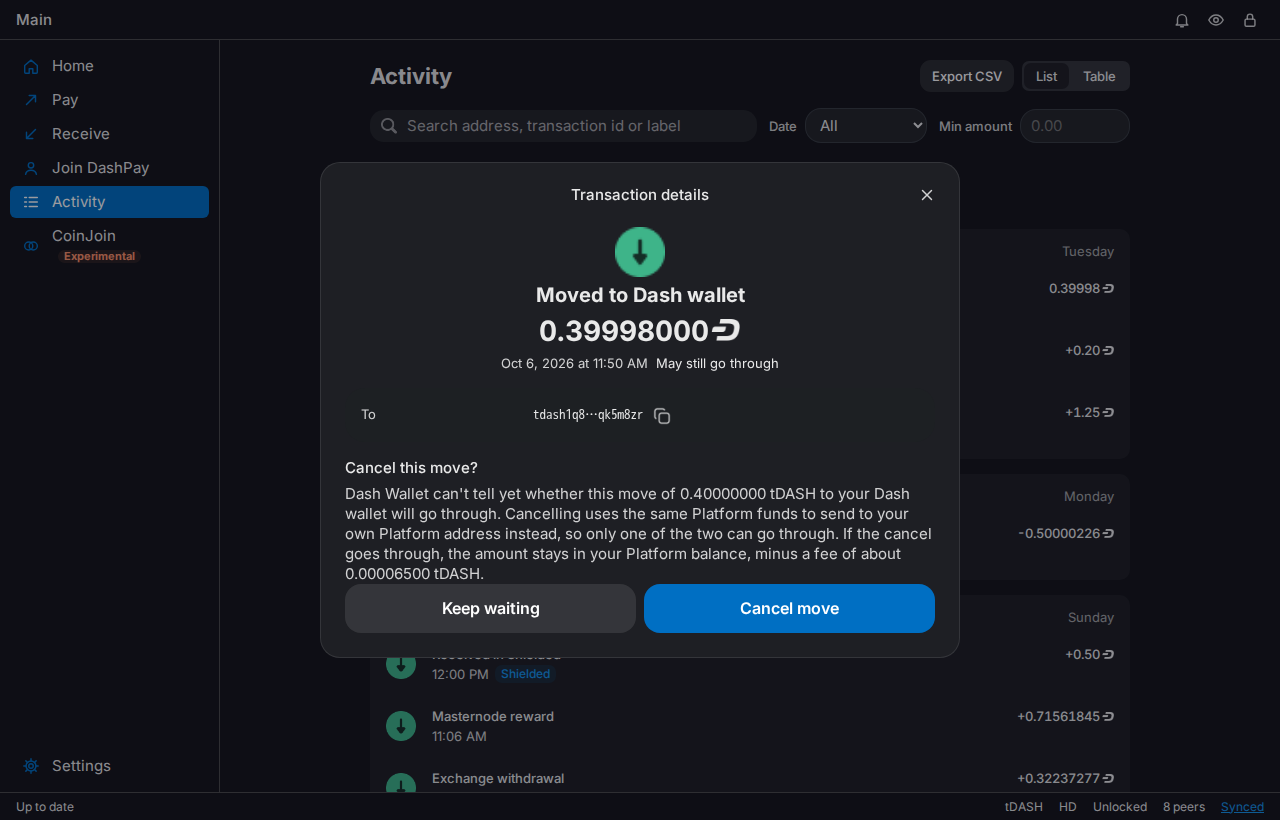 Main
Home
Pay
Receive
Join DashPay
Activity
CoinJoin
Experimental
Settings
Activity
Export CSV
List
Table
Search address, transaction id or label
Date
All
Min amount
0.00
Tuesday
0.39998
+0.20
+1.25
Monday
-0.50000226
Sunday
+0.50
12:00 PM
Shielded
Masternode reward
+0.71561845
11:06 AM
Exchange withdrawal
+0.32237277
Transaction details
Moved to Dash wallet
0.39998000
Oct 6, 2026 at 11:50 AM May still go through
To
tdash1q8…qk5m8zr
Cancel this move?
Dash Wallet can't tell yet whether this move of 0.40000000 tDASH to your Dash
wallet will go through. Cancelling uses the same Platform funds to send to your
own Platform address instead, so only one of the two can go through. If the cancel
goes through, the amount stays in your Platform balance, minus a fee of about
0.00006500 tDASH.
Keep waiting
Cancel move
Up to date
tDASH
HD
Unlocked
8 peers
Synced